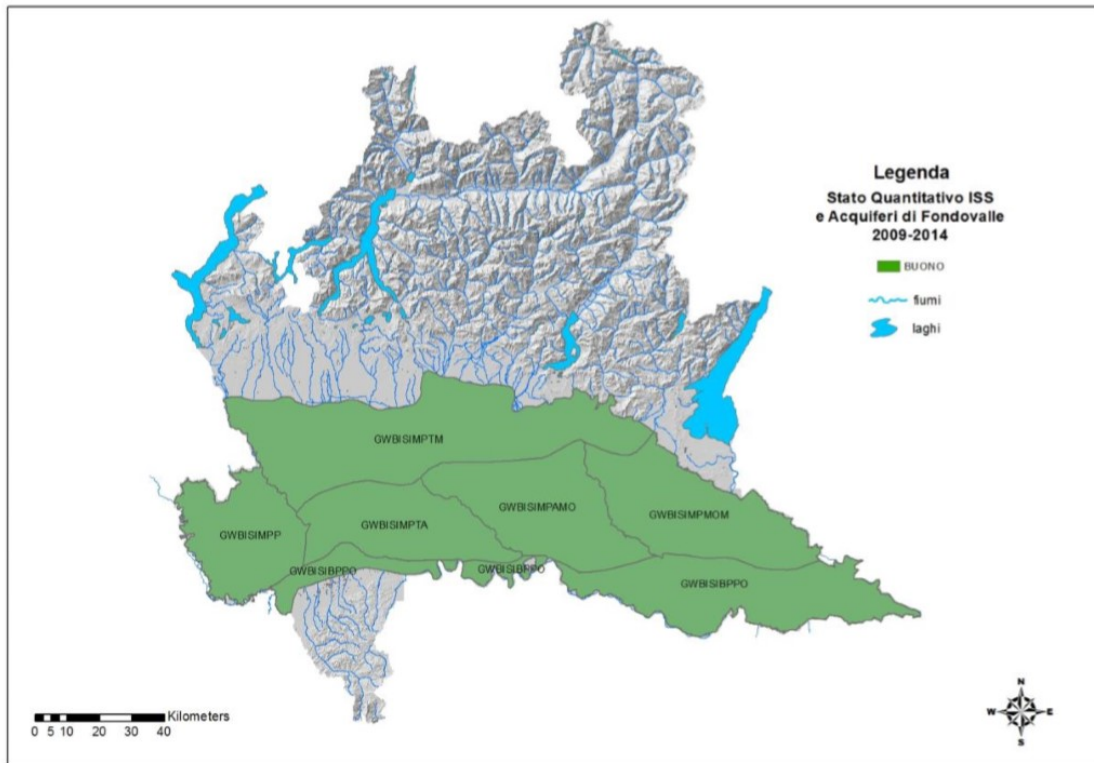 Legenda
Stato Quantitativo ISS
e Acquiferi di Fondovalle
2009-2014
BUONO
fiumi
laghi
GWBISIMPTM
GWBISIMPAMO
GWBISIMPMOM
GWBISIMPTA
GWBISIMPP
GWBISIBPPO
GWBISIBPPO
GWBISIBPPO
Kilometers
0 5 10 20 30 40
N
W E
S